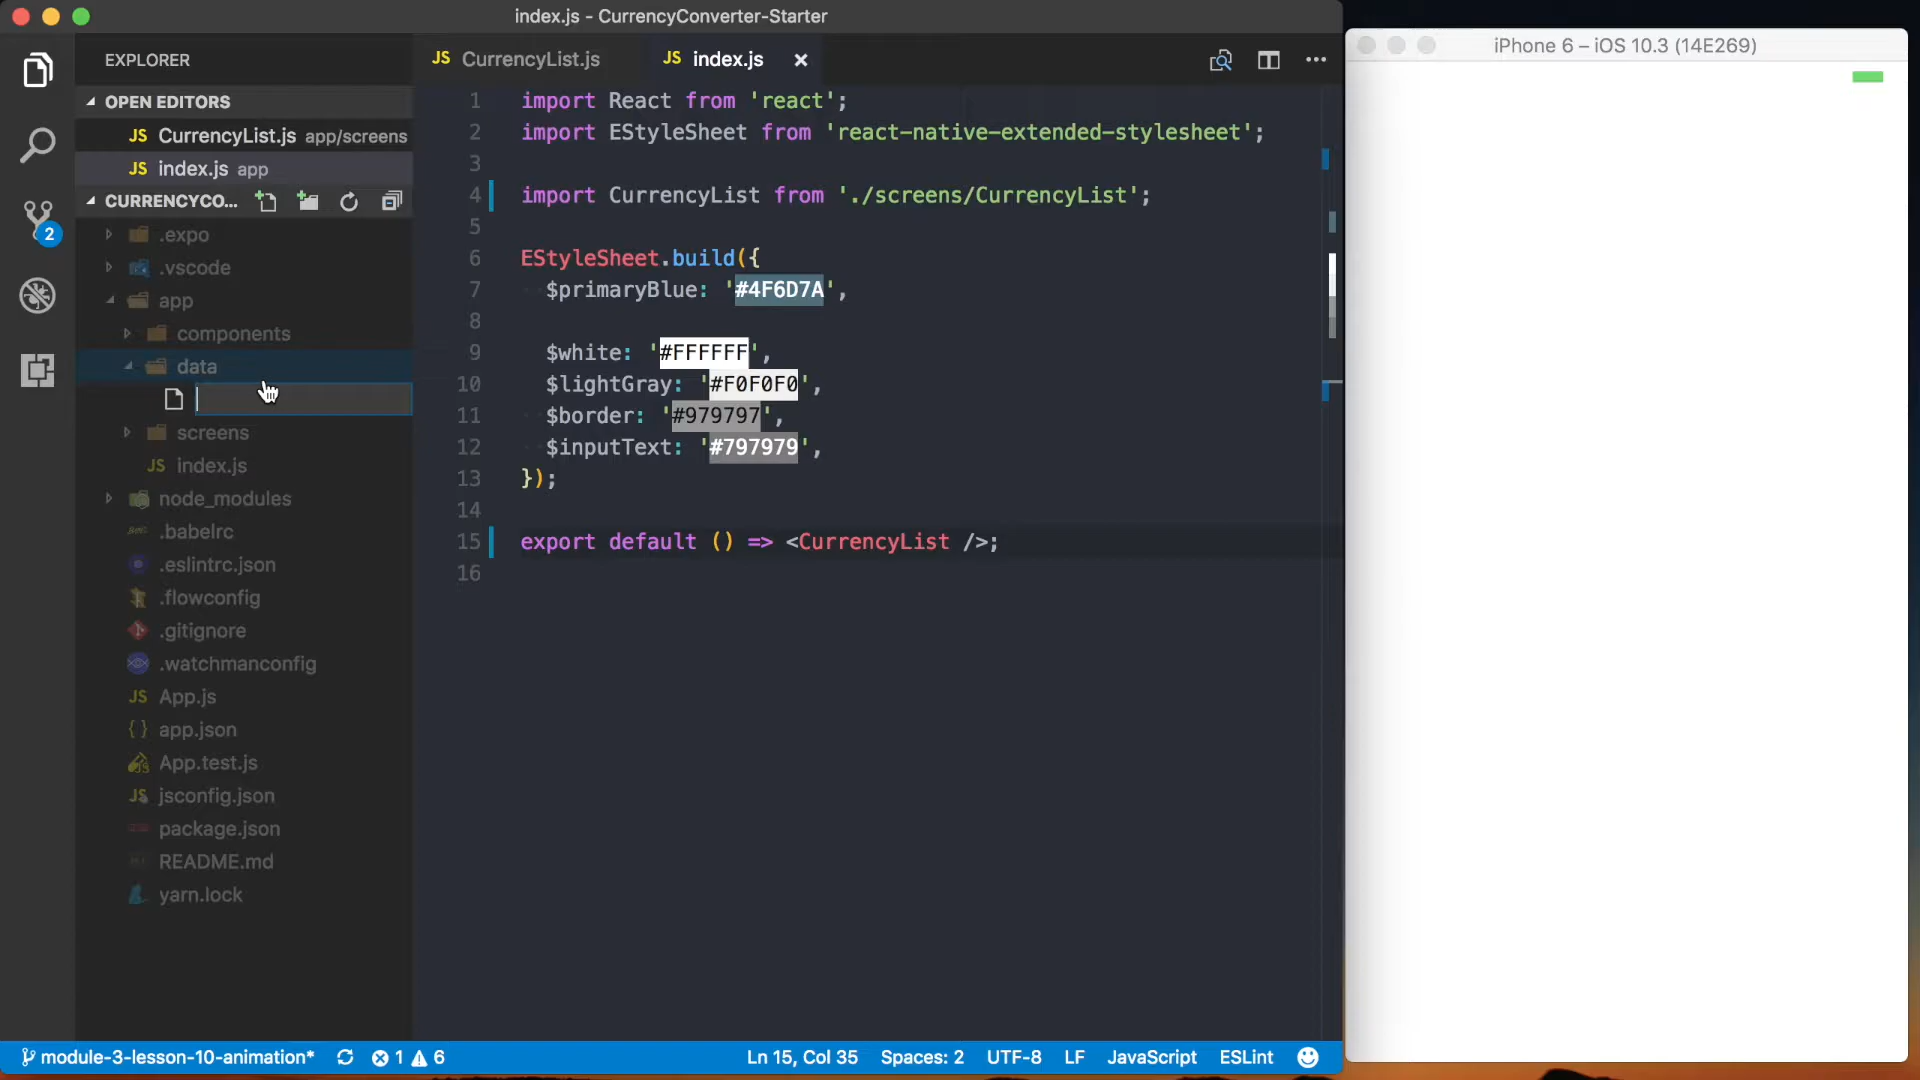 index.js - CurrencyConverter-Starter
iPhone 6 – iOS 10.3 (14E269)
EXPLORER
JS CurrencyList.js
JS index.js
OPEN EDITORS
JS CurrencyList.js app/screens
JS index.js app
CURRENCYCO...
.expo
.vscode
app
components
data
screens
JS index.js
node_modules
.babelrc
.eslintrc.json
.flowconfig
.gitignore
.watchmanconfig
JS App.js
{ } app.json
App.test.js
JS jsconfig.json
package.json
README.md
yarn.lock
2
1 import React from 'react';
2 import EStyleSheet from 'react-native-extended-stylesheet';
3
4 import CurrencyList from './screens/CurrencyList';
5
6 EStyleSheet.build({
7 $primaryBlue: '#4F6D7A',
8
9 $white: '#FFFFFF',
10 $lightGray: '#F0F0F0',
11 $border: '#979797',
12 $inputText: '#797979',
13 });
14
15 export default () => <CurrencyList />;
16
module-3-lesson-10-animation* 1 6 Ln 15, Col 35 Spaces: 2 UTF-8 LF JavaScript ESLint